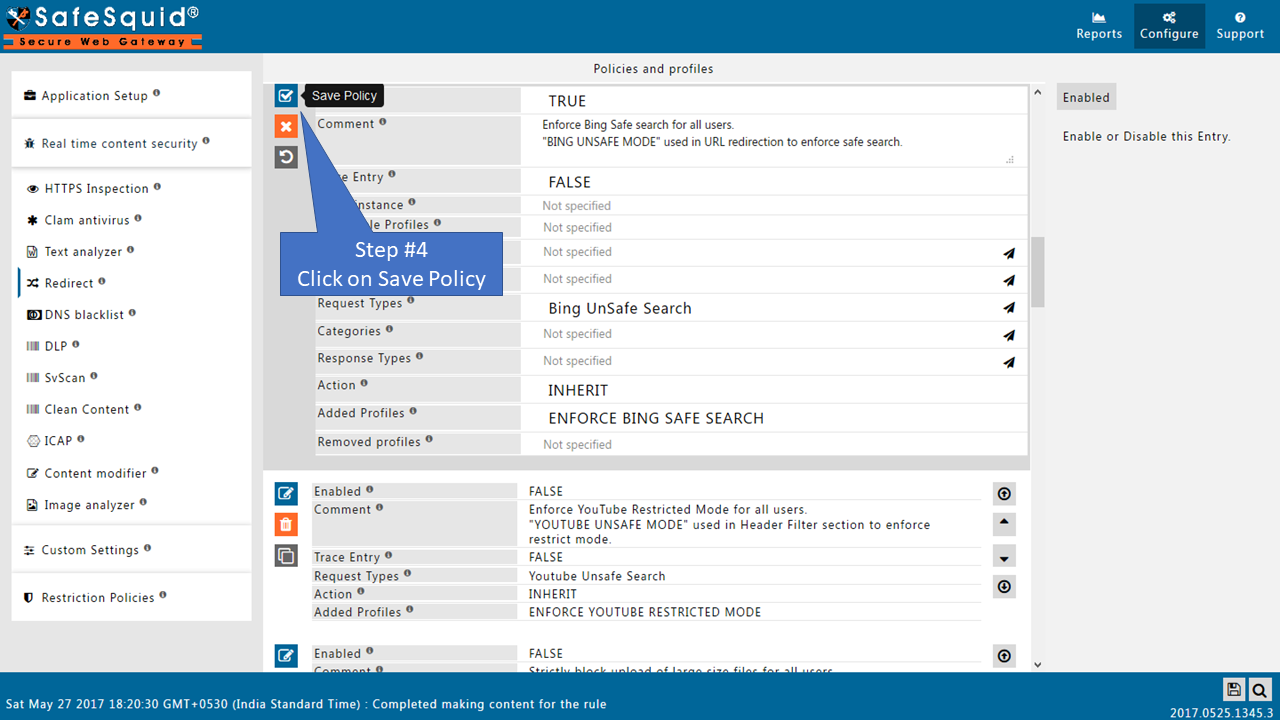 SafeSquid®
Secure Web Gateway
Reports
Configure
Support
Application Setup
Real time content security
HTTPS Inspection
Clam antivirus
Text analyzer
Redirect
DNS blacklist
DLP
SvScan
Clean Content
ICAP
Content modifier
Image analyzer
Custom Settings
Restriction Policies
Policies and profiles
Save Policy
TRUE
Comment
Enforce Bing Safe search for all users.
"BING UNSAFE MODE" used in URL redirection to enforce safe search.
Entry
FALSE
Not specified
Profiles
Not specified
Not specified
Not specified
Step #4
Click on Save Policy
Request Types
Bing UnSafe Search
Categories
Not specified
Response Types
Not specified
Action
INHERIT
Added Profiles
ENFORCE BING SAFE SEARCH
Removed profiles
Not specified
Enabled
FALSE
Comment
Enforce YouTube Restricted Mode for all users.
"YOUTUBE UNSAFE MODE" used in Header Filter section to enforce
restrict mode.
Trace Entry
FALSE
Request Types
Youtube Unsafe Search
Action
INHERIT
Added Profiles
ENFORCE YOUTUBE RESTRICTED MODE
Enabled
FALSE
Comment
Strictly block upload of large size files for all users
Enabled
Enable or Disable this Entry.
Sat May 27 2017 18:20:30 GMT+0530 (India Standard Time) : Completed making content for the rule
2017.0525.1345.3